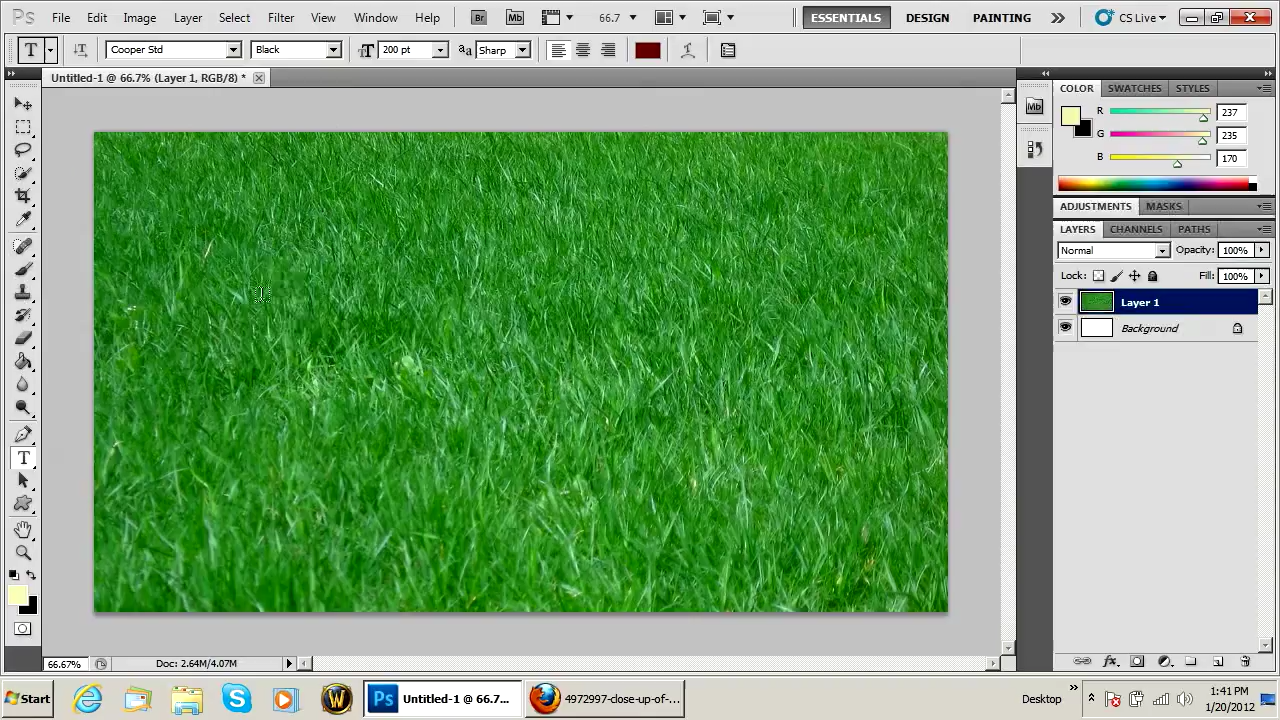 Ps File Edit Image Layer Select Filter View Window Help Br Mb 66.7 ESSENTIALS DESIGN PAINTING CS Live
T Cooper Std Black 200 pt Sharp
Untitled-1 @ 66.7% (Layer 1, RGB/8) *
COLOR SWATCHES STYLES
Mb
R 237
G 235
B 170
ADJUSTMENTS MASKS
LAYERS CHANNELS PATHS
Normal Opacity: 100%
Lock: Fill: 100%
Layer 1
Background
T
66.67% Doc: 2.64M/4.07M
Start Ps Untitled-1 @ 66.7... 4972997-close-up-of-... Desktop
1:41 PM
1/20/2012